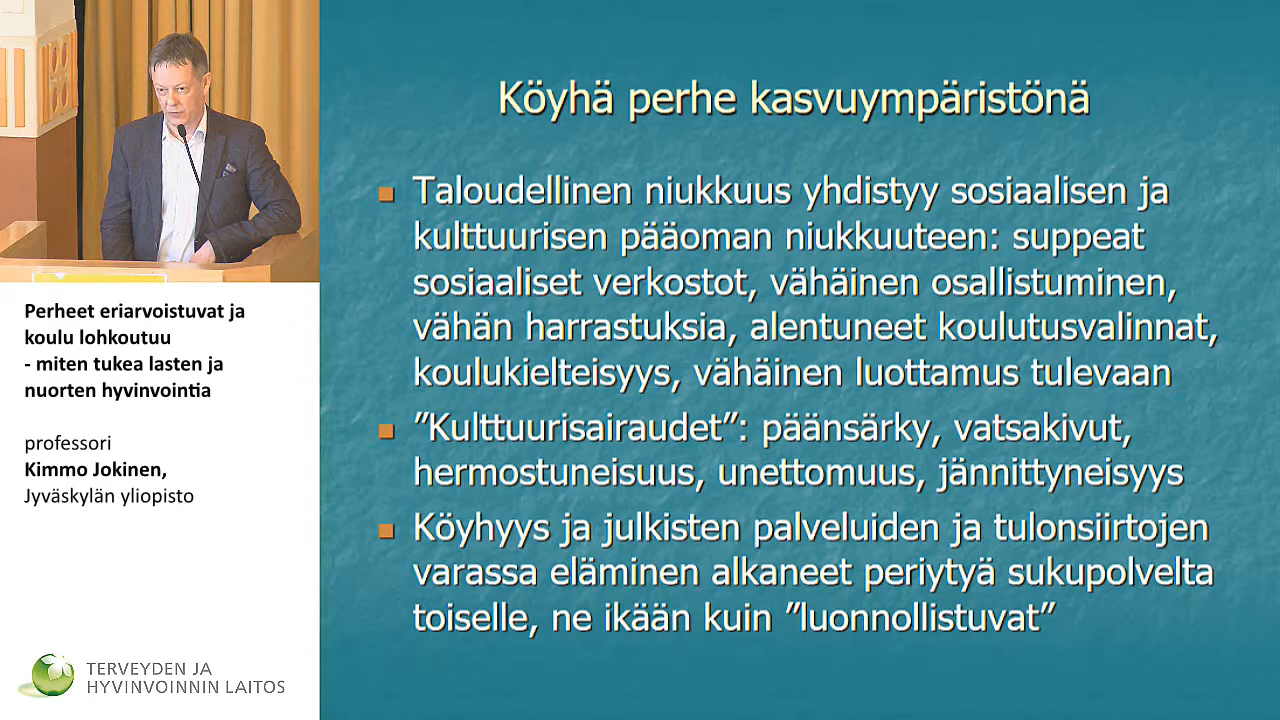 Köyhä perhe kasvuympäristönä
Taloudellinen niukkuus yhdistyy sosiaalisen ja
kulttuurisen pääoman niukkuuteen: suppeat
sosiaaliset verkostot, vähäinen osallistuminen,
vähän harrastuksia, alentuneet koulutusvalinnat,
koulukielteisyys, vähäinen luottamus tulevaan
”Kulttuurisairaudet”: päänsärky, vatsakivut,
hermostuneisuus, unettomuus, jännittyneisyys
Köyhyys ja julkisten palveluiden ja tulonsiirtojen
varassa eläminen alkaneet periytyä sukupolvelta
toiselle, ne ikään kuin ”luonnollistuvat”
Perheet eriarvoistuvat ja
koulu lohkoutuu
- miten tukea lasten ja
nuorten hyvinvointia
professori
Kimmo Jokinen,
Jyväskylän yliopisto
TERVEYDEN JA
HYVINVOINNIN LAITOS